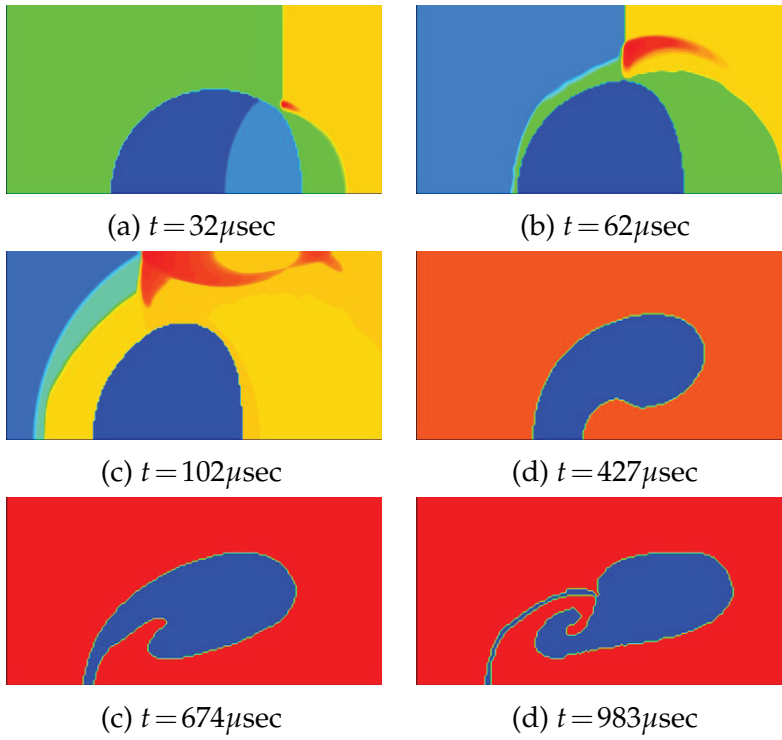 (a) t=32μsec
(b) t=62μsec
(c) t=102μsec
(d) t=427μsec
(c) t=674μsec
(d) t=983μsec